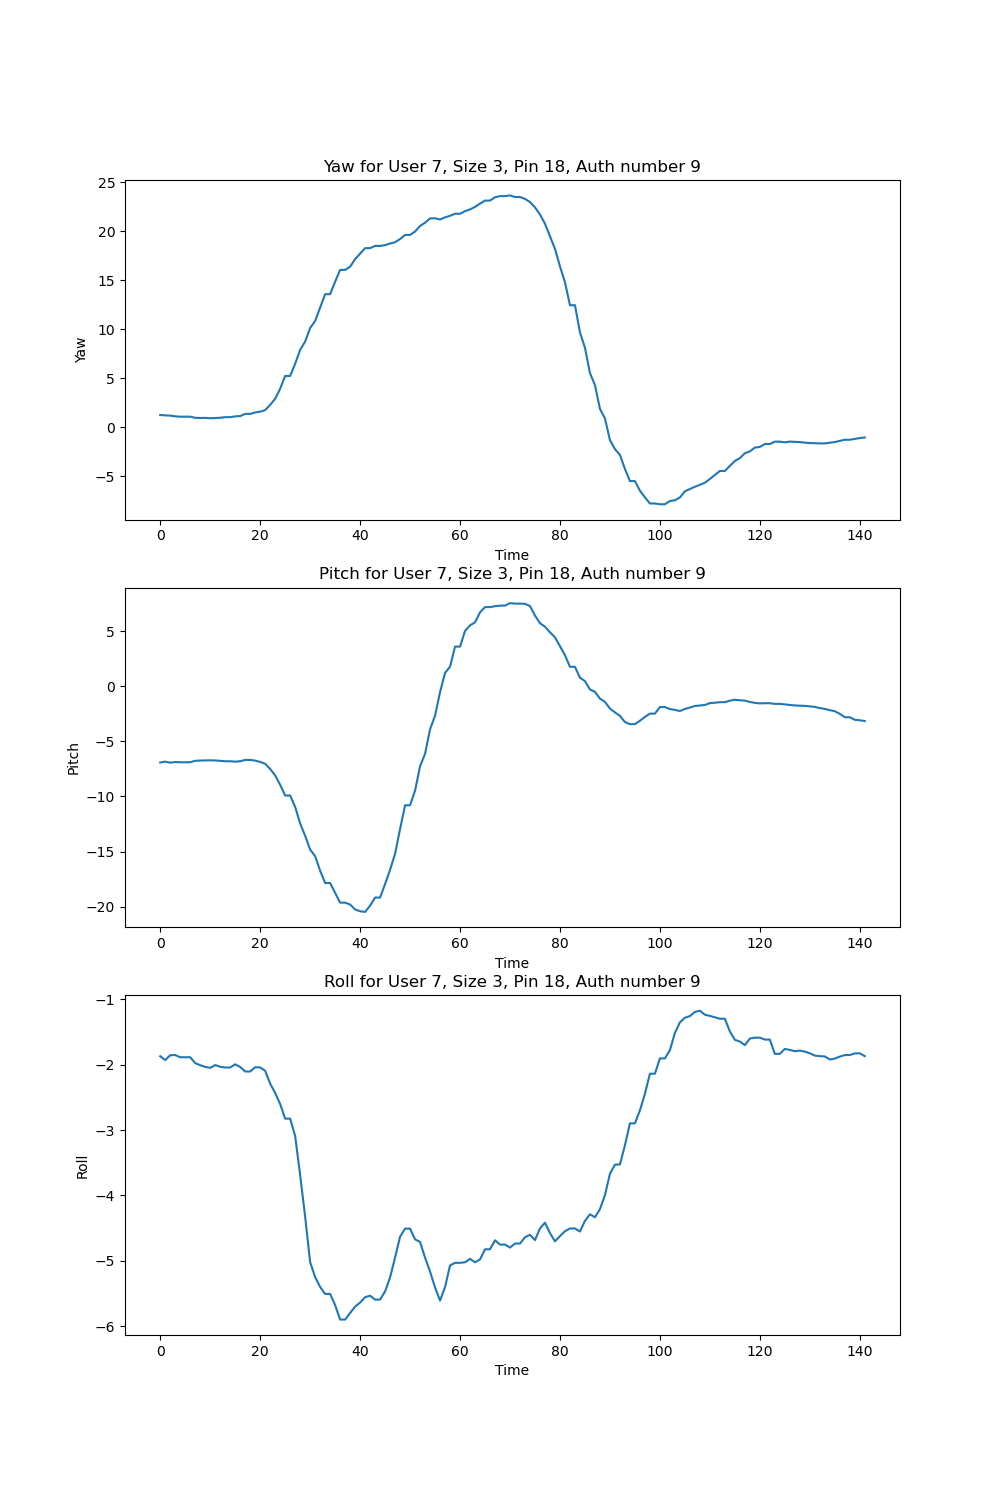 Yaw for User 7, Size 3, Pin 18, Auth number 9
25
20
15
10
5
0
−5
Yaw
0 20 40 60 80 100 120 140
Time
Pitch for User 7, Size 3, Pin 18, Auth number 9
5
0
−5
−10
−15
−20
Pitch
0 20 40 60 80 100 120 140
Time
Roll for User 7, Size 3, Pin 18, Auth number 9
−1
−2
−3
−4
−5
−6
Roll
0 20 40 60 80 100 120 140
Time